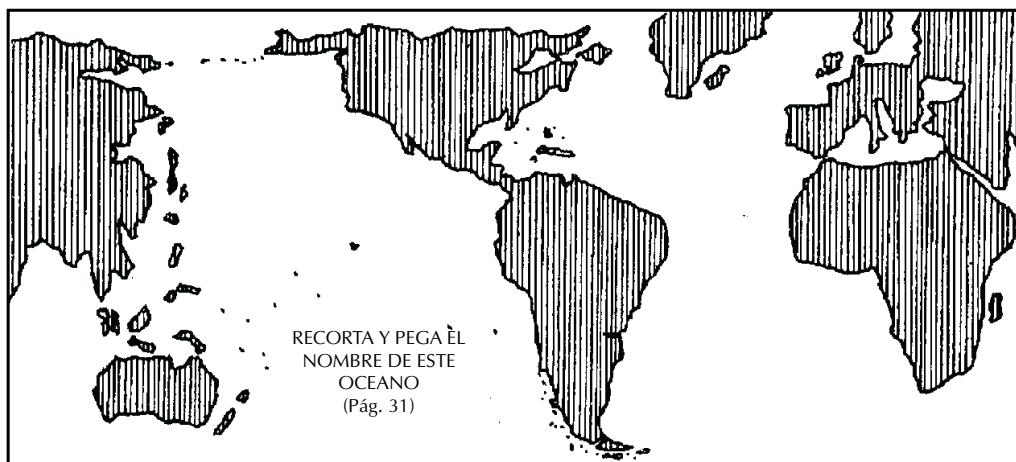 RECORTA Y PEGA EL
NOMBRE DE ESTE
OCEANO
(Pág. 31)